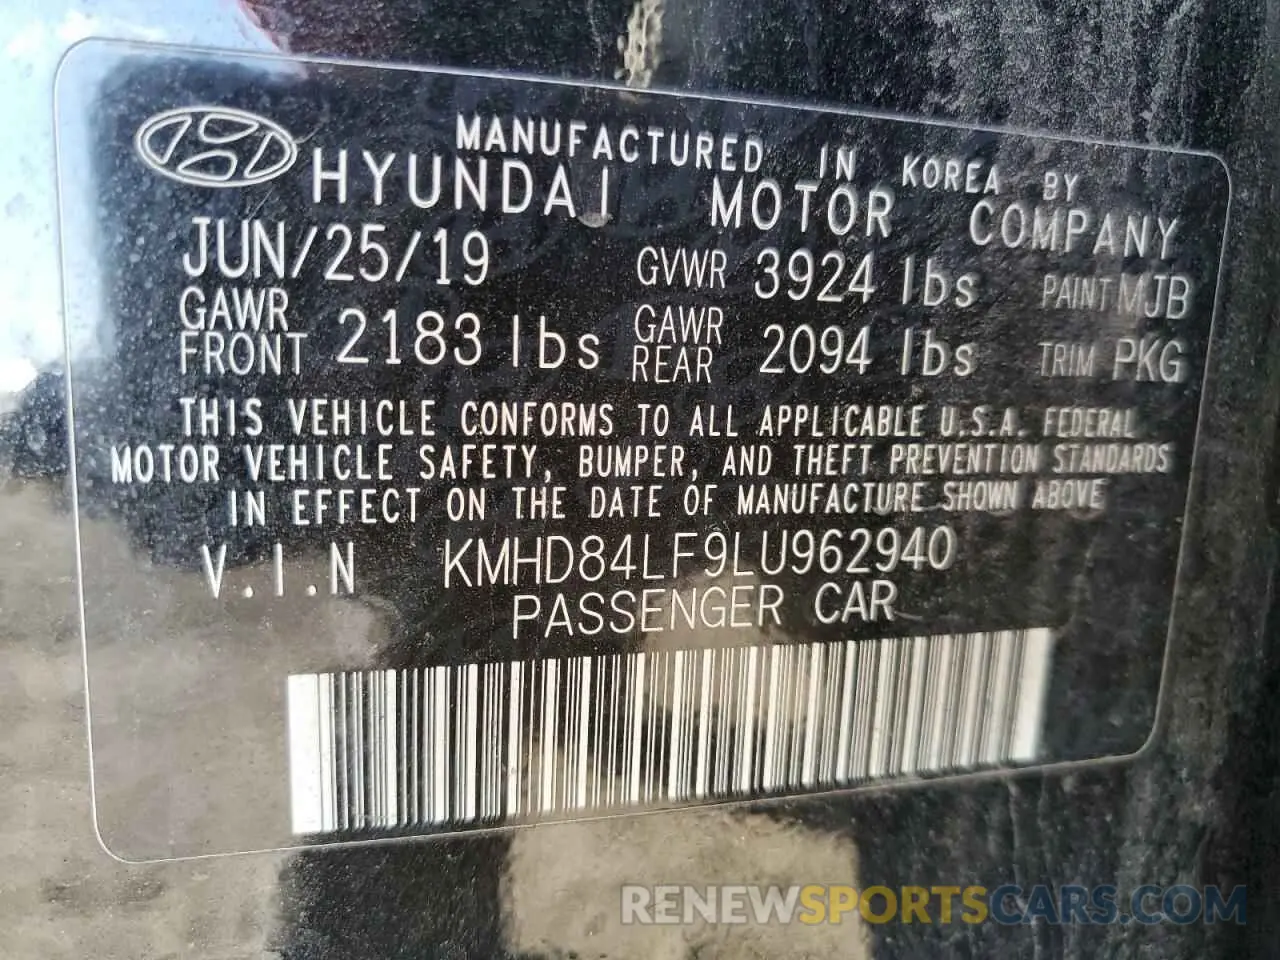 MANUFACTURED IN KOREA BY
HYUNDAI MOTOR COMPANY
JUN/25/19 GVWR 3924 lbs PAINT MJB
GAWR FRONT 2183 lbs GAWR REAR 2094 lbs TRIM PKG
THIS VEHICLE CONFORMS TO ALL APPLICABLE U.S.A. FEDERAL
MOTOR VEHICLE SAFETY, BUMPER, AND THEFT PREVENTION STANDARDS
IN EFFECT ON THE DATE OF MANUFACTURE SHOWN ABOVE
V.I.N KMHD84LF9LU962940
PASSENGER CAR
RENEWSPORTSCARS.COM